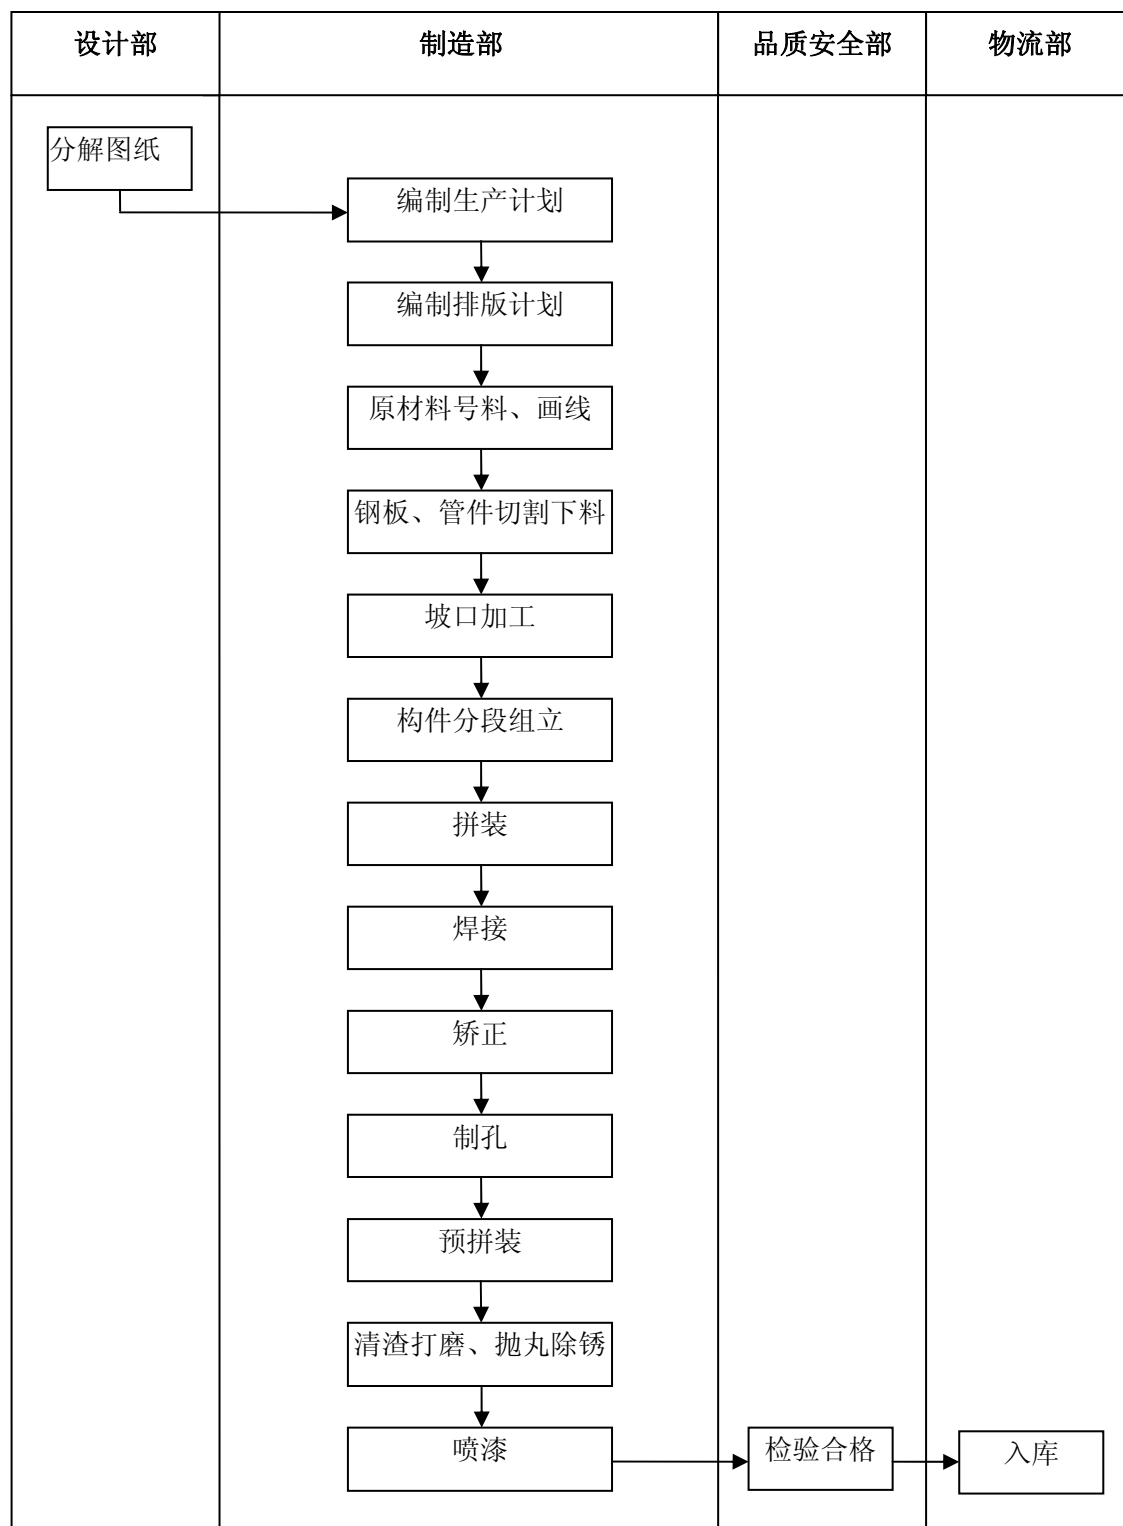 设计部
制造部
品质安全部
物流部
分解图纸
编制生产计划
编制排版计划
原材料号料、画线
钢板、管件切割下料
坡口加工
构件分段组立
拼装
焊接
矫正
制孔
预拼装
清渣打磨、抛丸除锈
喷漆
检验合格
入库